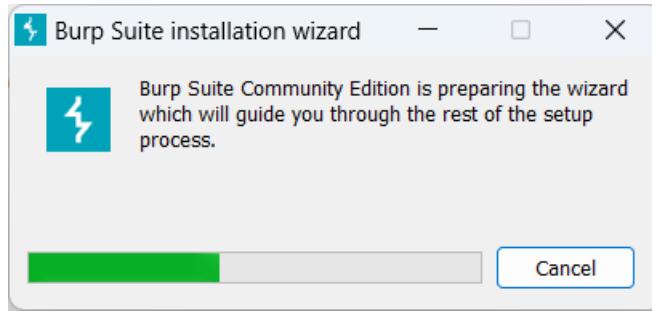 Burp Suite installation wizard
Burp Suite Community Edition is preparing the wizard
which will guide you through the rest of the setup
process.
Cancel